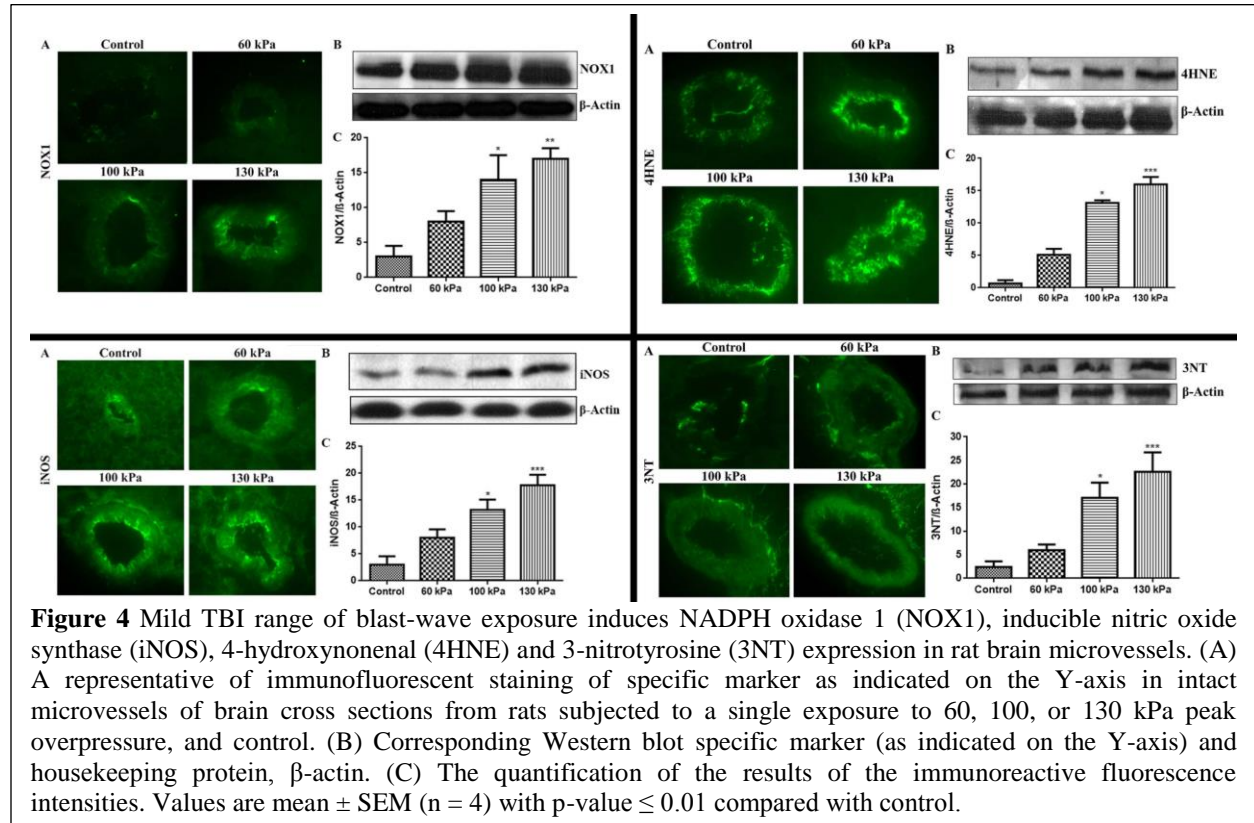 A
Control
60 kPa
100 kPa
130 kPa
NOX1
B
NOX1
β-Actin
C
NOX1/ß-Actin
20
15
10
5
0
*
**
Control 60 kPa 100 kPa 130 kPa
A
Control
60 kPa
100 kPa
130 kPa
4HNE
B
4HNE
β-Actin
C
4HNE/ß-Actin
20
15
10
5
0
*
***
Control 60 kPa 100 kPa 130 kPa
A
Control
60 kPa
100 kPa
130 kPa
iNOS
B
iNOS
β-Actin
C
iNOS/ß-Actin
25
20
15
10
5
0
*
***
Control 60 kPa 100 kPa 130 kPa
A
Control
60 kPa
100 kPa
130 kPa
3NT
B
3NT
β-Actin
C
3NT/ß-Actin
30
25
20
15
10
5
0
*
***
Control 60 kPa 100 kPa 130 kPa
Figure 4 Mild TBI range of blast-wave exposure induces NADPH oxidase 1 (NOX1), inducible nitric oxide
synthase (iNOS), 4-hydroxynonenal (4HNE) and 3-nitrotyrosine (3NT) expression in rat brain microvessels. (A)
A representative of immunofluorescent staining of specific marker as indicated on the Y-axis in intact
microvessels of brain cross sections from rats subjected to a single exposure to 60, 100, or 130 kPa peak
overpressure, and control. (B) Corresponding Western blot specific marker (as indicated on the Y-axis) and
housekeeping protein, β-actin. (C) The quantification of the results of the immunoreactive fluorescence
intensities. Values are mean ± SEM (n = 4) with p-value ≤ 0.01 compared with control.